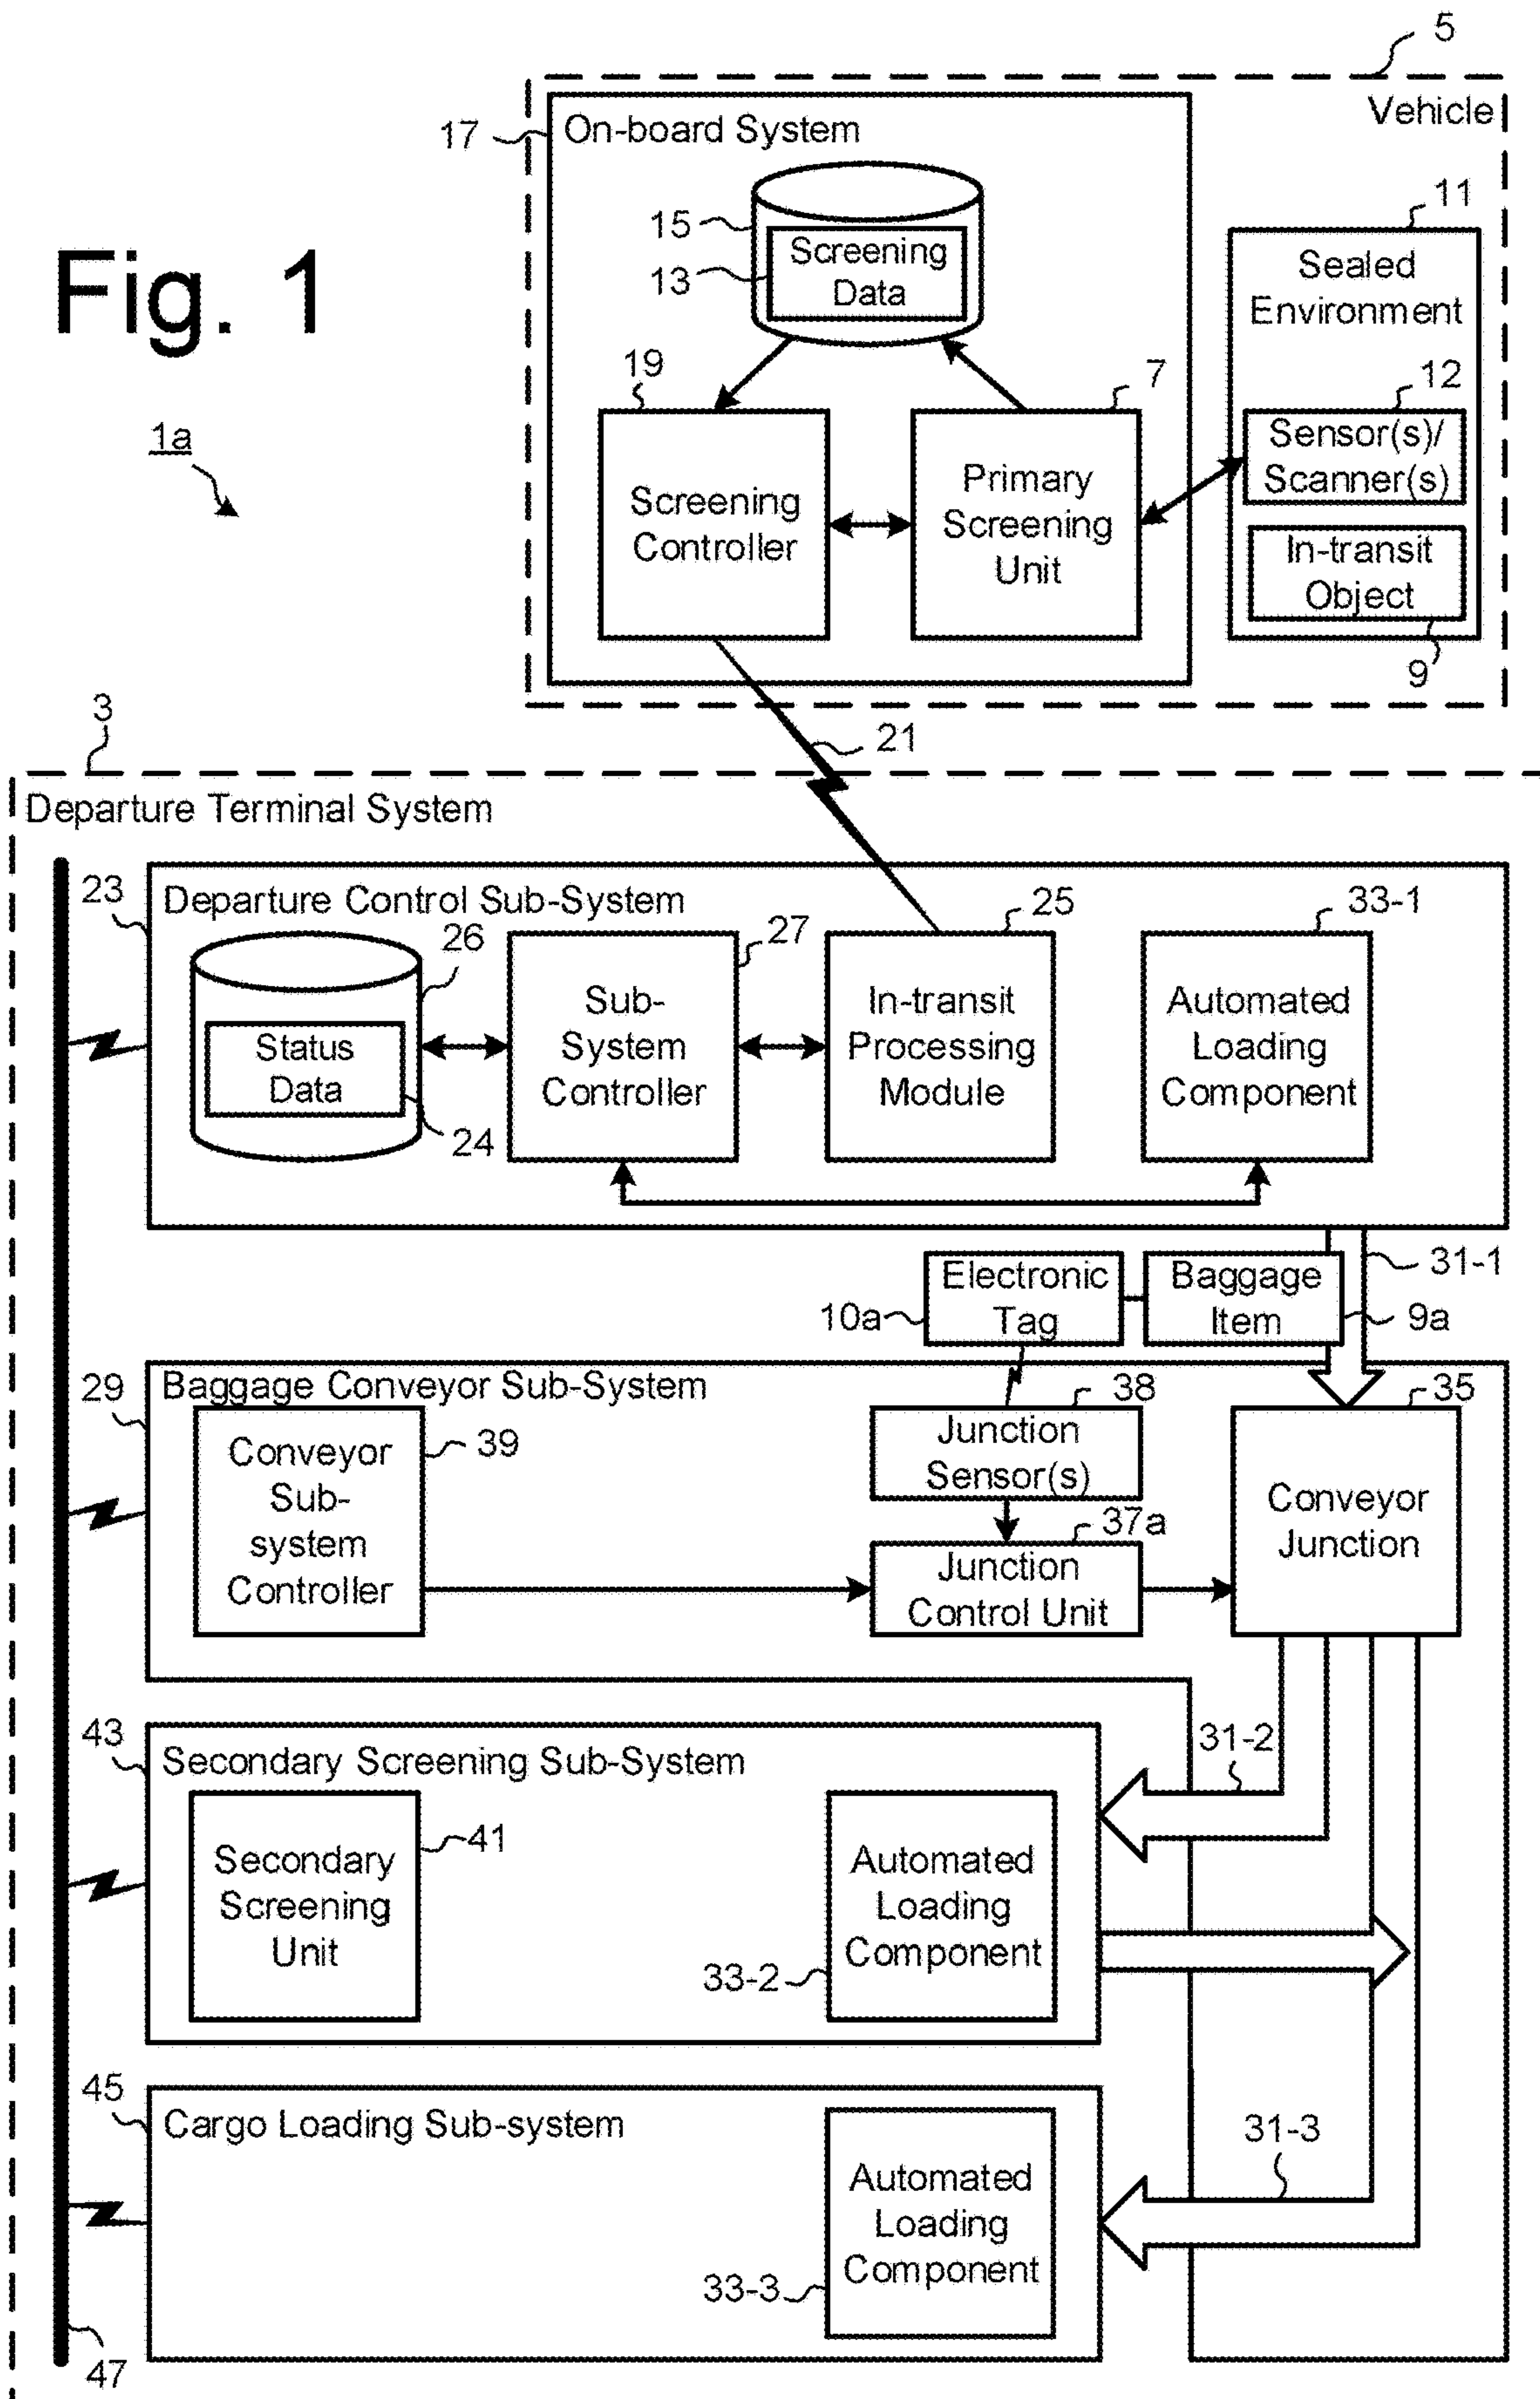 5
Vehicle
17
On-board System
11
15
Screening
Data
13
Sealed
Environment
Fig. 1
19
7
12
1a
Sensor(s)/
Scanner(s)
Screening
Controller
Primary
Screening
Unit
In-transit
Object
9
3
21
Departure Terminal System
23
Departure Control Sub-System
26
27
25
33-1
Status
Data
24
Sub-
System
Controller
In-transit
Processing
Module
Automated
Loading
Component
31-1
10a
Electronic
Tag
Baggage
Item
9a
29
Baggage Conveyor Sub-System
38
35
Conveyor
Sub-
system
Controller
39
Junction
Sensor(s)
37a
Junction
Control Unit
Conveyor
Junction
43
Secondary Screening Sub-System
31-2
Secondary
Screening
Unit
41
Automated
Loading
Component
33-2
45
Cargo Loading Sub-system
31-3
Automated
Loading
Component
33-3
47